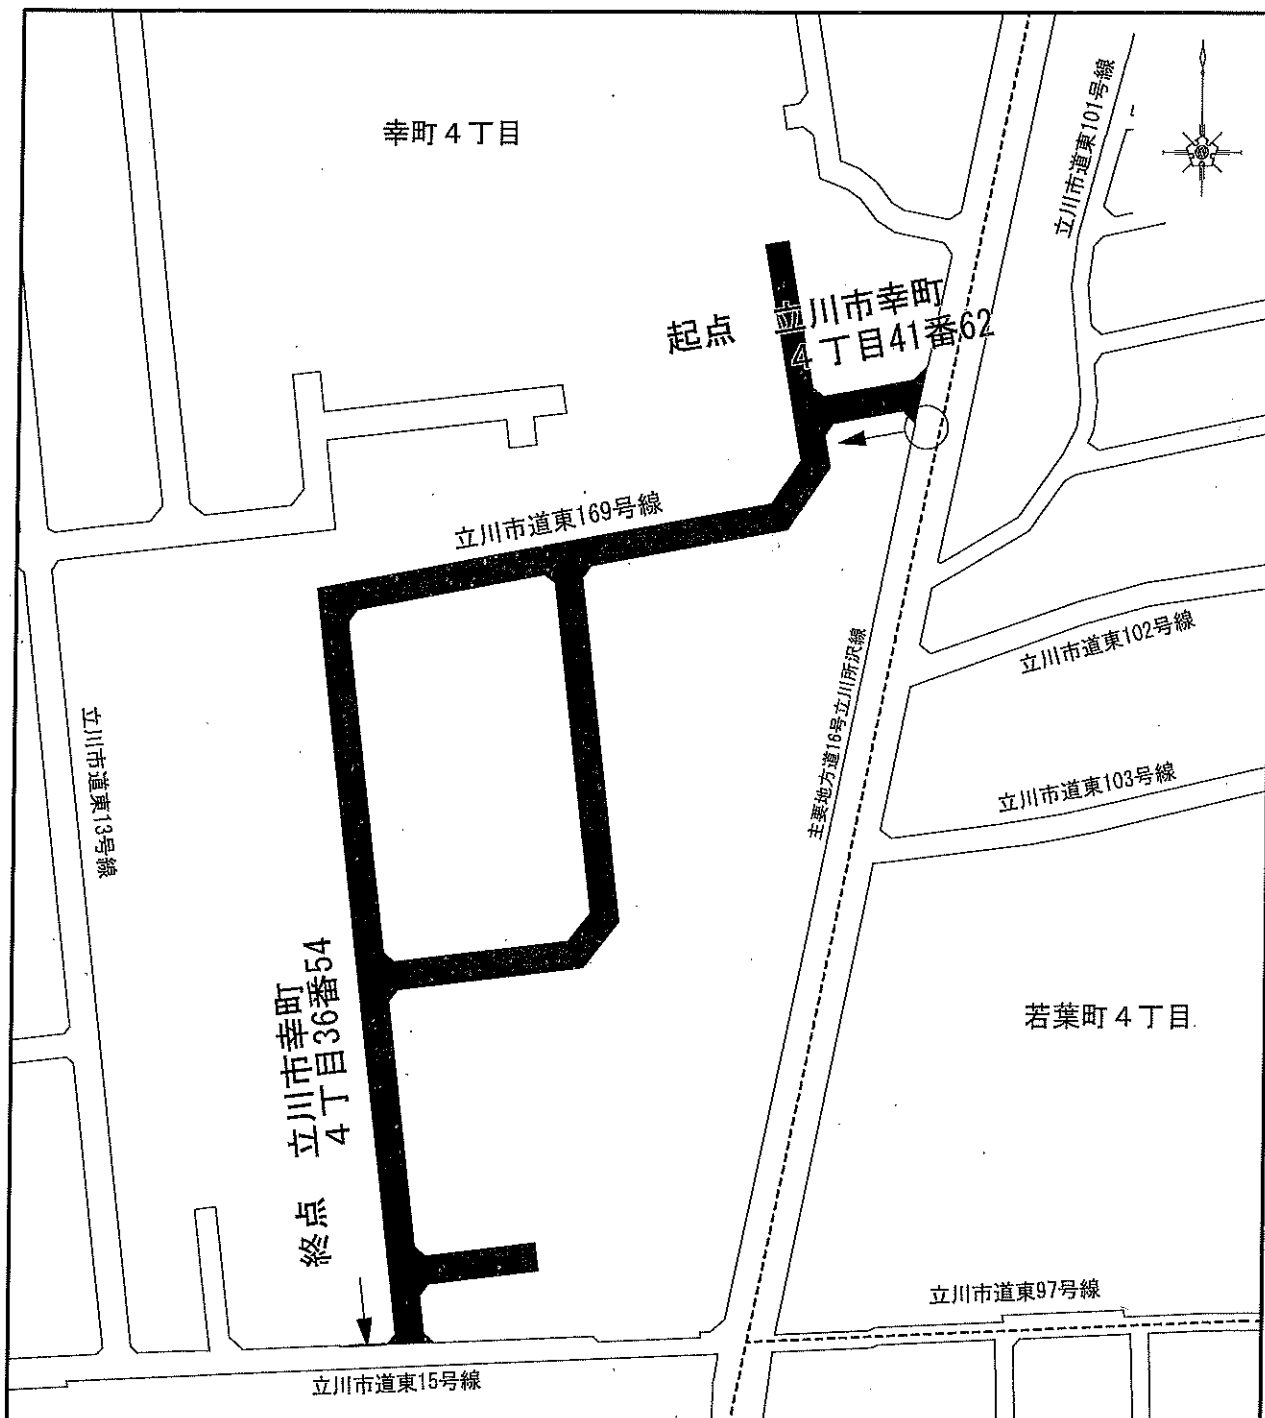 幸町４丁目
立川市道東101号線
起点　立川市幸町
４丁目41番62
立川市道東169号線
立川市道東102号線
主要地方道16号立川所沢線
立川市道東13号線
立川市道東103号線
終点　立川市幸町
４丁目36番54
若葉町４丁目
立川市道東97号線
立川市道東15号線